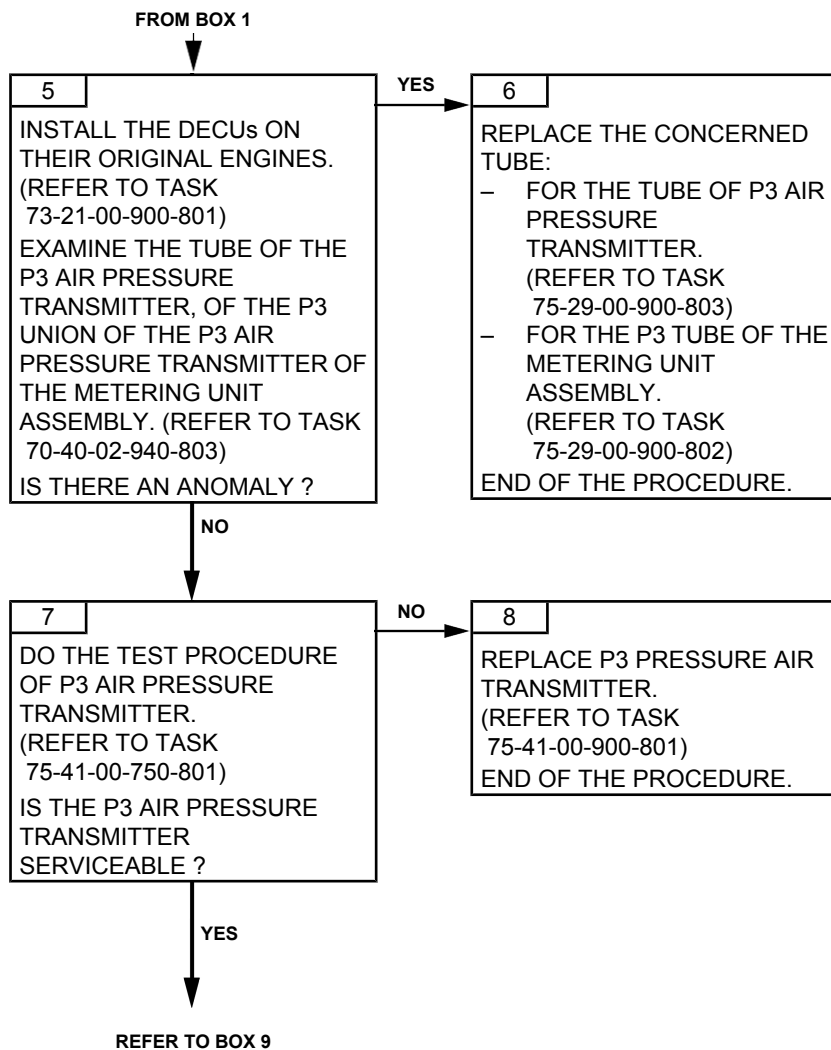 FROM BOX 1
5
INSTALL THE DECUs ON
THEIR ORIGINAL ENGINES.
(REFER TO TASK
73-21-00-900-801)
EXAMINE THE TUBE OF THE
P3 AIR PRESSURE
TRANSMITTER, OF THE P3
UNION OF THE P3 AIR
PRESSURE TRANSMITTER OF
THE METERING UNIT
ASSEMBLY. (REFER TO TASK
70-40-02-940-803)
IS THERE AN ANOMALY ?
YES
6
REPLACE THE CONCERNED
TUBE:
– FOR THE TUBE OF P3 AIR
PRESSURE
TRANSMITTER.
(REFER TO TASK
75-29-00-900-803)
– FOR THE P3 TUBE OF THE
METERING UNIT
ASSEMBLY.
(REFER TO TASK
75-29-00-900-802)
END OF THE PROCEDURE.
NO
7
DO THE TEST PROCEDURE
OF P3 AIR PRESSURE
TRANSMITTER.
(REFER TO TASK
75-41-00-750-801)
IS THE P3 AIR PRESSURE
TRANSMITTER
SERVICEABLE ?
NO
8
REPLACE P3 PRESSURE AIR
TRANSMITTER.
(REFER TO TASK
75-41-00-900-801)
END OF THE PROCEDURE.
YES
REFER TO BOX 9